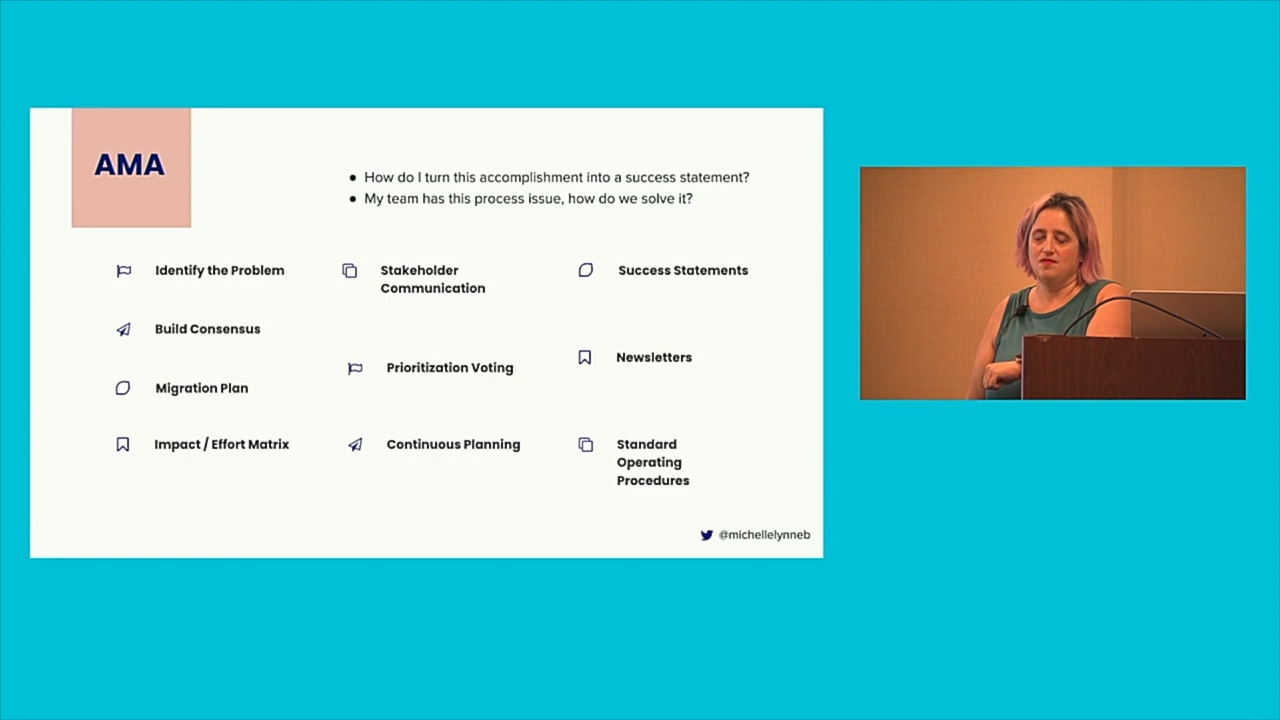 AMA
How do I turn this accomplishment into a success statement?
My team has this process issue, how do we solve it?
Identify the Problem
Build Consensus
Migration Plan
Impact / Effort Matrix
Stakeholder
Communication
Prioritization Voting
Continuous Planning
Success Statements
Newsletters
Standard
Operating
Procedures
@michellelynneb